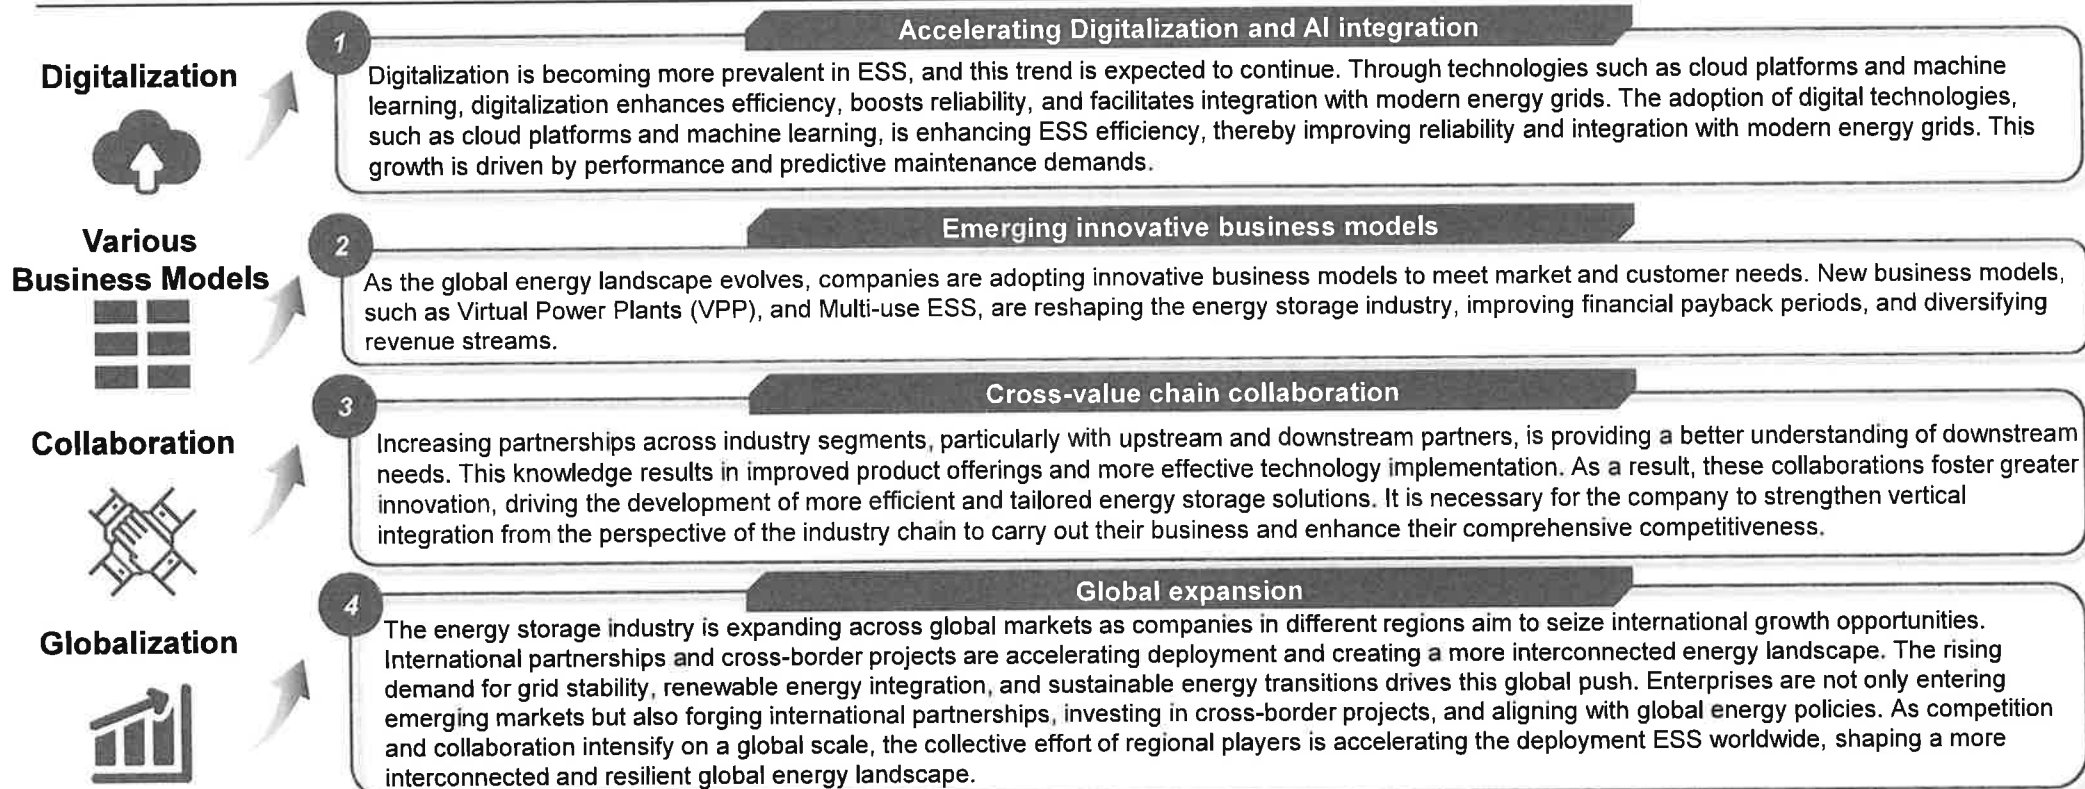 Accelerating Digitalization and AI integration
1
Digitalization
Digitalization is becoming more prevalent in ESS, and this trend is expected to continue. Through technologies such as cloud platforms and machine
learning, digitalization enhances efficiency, boosts reliability, and facilitates integration with modern energy grids. The adoption of digital technologies,
such as cloud platforms and machine learning, is enhancing ESS efficiency, thereby improving reliability and integration with modern energy grids. This
growth is driven by performance and predictive maintenance demands.
Emerging innovative business models
2
Various
Business Models
As the global energy landscape evolves, companies are adopting innovative business models to meet market and customer needs. New business models,
such as Virtual Power Plants (VPP), and Multi-use ESS, are reshaping the energy storage industry, improving financial payback periods, and diversifying
revenue streams.
Cross-value chain collaboration
3
Collaboration
Increasing partnerships across industry segments, particularly with upstream and downstream partners, is providing a better understanding of downstream
needs. This knowledge results in improved product offerings and more effective technology implementation. As a result, these collaborations foster greater
innovation, driving the development of more efficient and tailored energy storage solutions. It is necessary for the company to strengthen vertical
integration from the perspective of the industry chain to carry out their business and enhance their comprehensive competitiveness.
Global expansion
4
Globalization
The energy storage industry is expanding across global markets as companies in different regions aim to seize international growth opportunities.
International partnerships and cross-border projects are accelerating deployment and creating a more interconnected energy landscape. The rising
demand for grid stability, renewable energy integration, and sustainable energy transitions drives this global push. Enterprises are not only entering
emerging markets but also forging international partnerships, investing in cross-border projects, and aligning with global energy policies. As competition
and collaboration intensify on a global scale, the collective effort of regional players is accelerating the deployment ESS worldwide, shaping a more
interconnected and resilient global energy landscape.